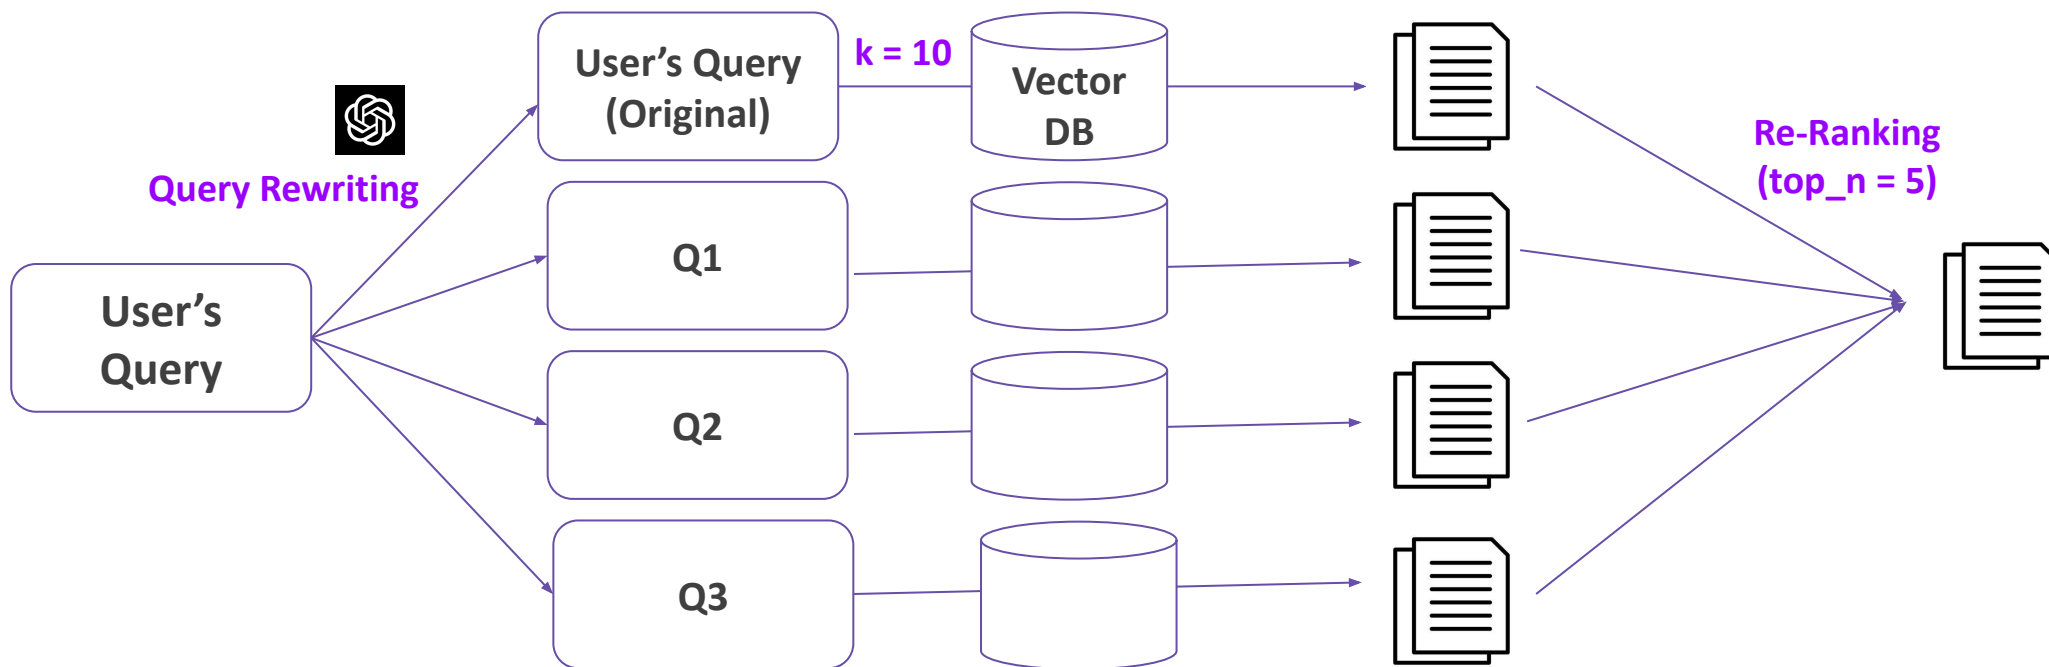 User's
Query
Query Rewriting
User's Query
(Original)
k = 10
Vector
DB
Q1
Q2
Q3
Re-Ranking
(top_n = 5)